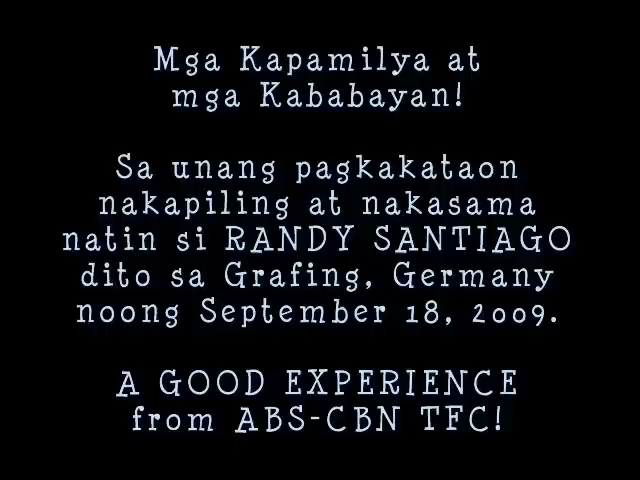 Mga Kapamilya at
mga Kababayan!
Sa unang pagkakataon
nakapiling at nakasama
natin si RANDY SANTIAGO
dito sa Grafing, Germany
noong September 18, 2009.
A GOOD EXPERIENCE
from ABS-CBN TFC!